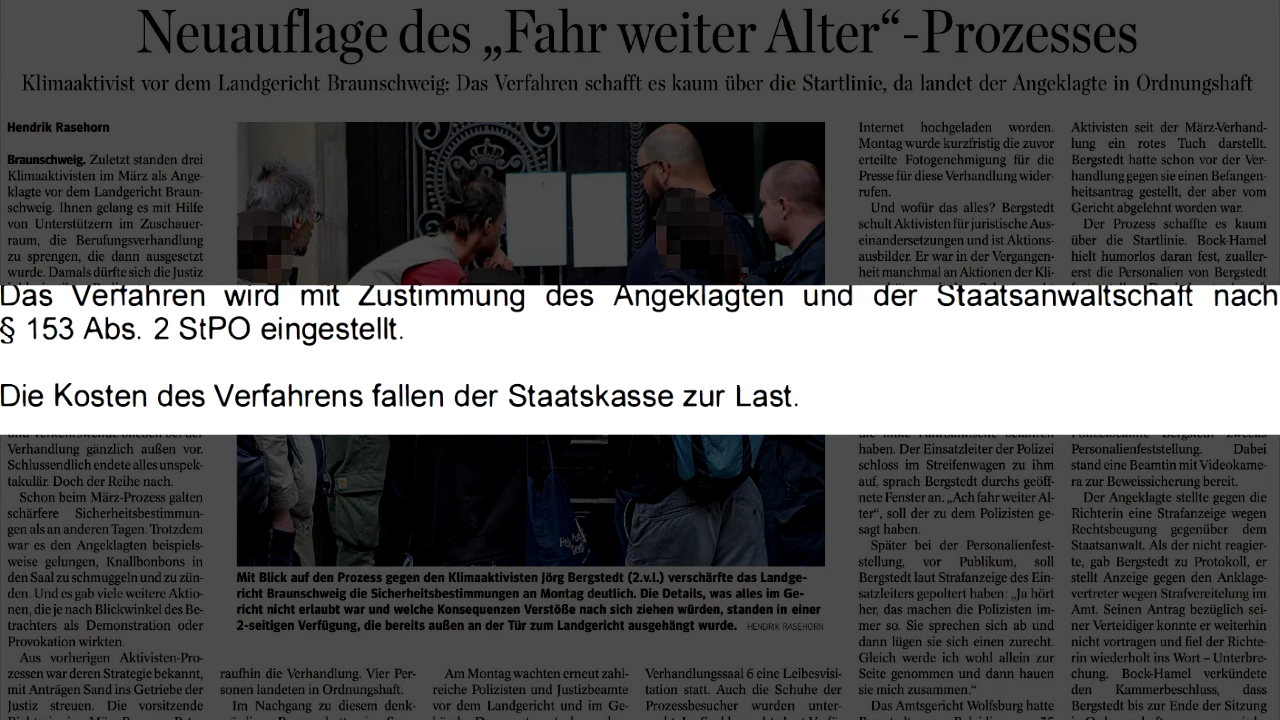 Neuauflage des „Fahr weiter Alter“-Prozesses
Klimaaktivist vor dem Landgericht Braunschweig: Das Verfahren schafft es kaum über die Startlinie, da landet der Angeklagte in Ordnungshaft
Hendrik Rasehorn
Braunschweig. Zuletzt standen drei
Klimaaktivisten im März als Ange-
klagte vor dem Landgericht Braun-
schweig. Ihnen gelang es mit Hilfe
von Unterstützern im Zuschauer-
raum, die Berufungsverhandlung
zu sprengen, die dann ausgesetzt
wurde. Damals dürfte sich die Justiz
Das Verfahren wird mit Zustimmung des Angeklagten und der Staatsanwaltschaft nach
§ 153 Abs. 2 StPO eingestellt.
Die Kosten des Verfahrens fallen der Staatskasse zur Last.
Verhandlung gänzlich außen vor.
Schlussendlich endete alles unspek-
takulär. Doch der Reihe nach.
Schon beim März-Prozess galten
schärfere Sicherheitsbestimmun-
gen als an anderen Tagen. Trotzdem
war es den Angeklagten beispiels-
weise gelungen, Knallbonbons in
den Saal zu schmuggeln und zu zün-
den. Und es gab viele weitere Aktio-
nen, die je nach Blickwinkel des Be-
trachters als Demonstration oder
Provokation wirkten.
Aus vorherigen Aktivisten-Pro-
zessen war deren Strategie bekannt,
mit Anträgen Sand ins Getriebe der
Justiz streuen. Die vorsitzende
Mit Blick auf den Prozess gegen den Klimaaktivisten Jörg Bergstedt (2.v.l.) verschärfte das Landge-
richt Braunschweig die Sicherheitsbestimmungen an Montag deutlich. Die Details, was alles im Ge-
richt nicht erlaubt war und welche Konsequenzen Verstöße nach sich ziehen würden, standen in einer
2-seitigen Verfügung, die bereits außen an der Tür zum Landgericht ausgehängt wurde. HENDRIK RASEHORN
raufhin die Verhandlung. Vier Per-
sonen landeten in Ordnungshaft.
Im Nachgang zu diesem denk-
Am Montag wachten erneut zahl-
reiche Polizisten und Justizbeamte
vor dem Landgericht und im Ge-
Verhandlungssaal 6 eine Leibesvisi-
tation statt. Auch die Schuhe der
Prozessbesucher wurden unter-
Internet hochgeladen worden.
Montag wurde kurzfristig die zuvor
erteilte Fotogenehmigung für die
Presse für diese Verhandlung wider-
rufen.
Und wofür das alles? Bergstedt
schult Aktivisten für juristische Aus-
einandersetzungen und ist Aktions-
ausbilder. Er war in der Vergangen-
heit manchmal an Aktionen der Kli-
die linke Fahrbahnseite befahren
haben. Der Einsatzleiter der Polizei
schloss im Streifenwagen zu ihm
auf, sprach Bergstedt durchs geöff-
nete Fenster an. „Ach fahr weiter Al-
ter“, soll der zu dem Polizisten ge-
sagt haben.
Später bei der Personalienfest-
stellung, vor Publikum, soll
Bergstedt laut Strafanzeige des Ein-
satzleiters gepoltert haben: „Ja hört
her, das machen die Polizisten im-
mer so. Sie sprechen sich ab und
dann lügen sie sich einen zurecht.
Gleich werde ich wohl allein zur
Seite genommen und dann hauen
sie mich zusammen.“
Das Amtsgericht Wolfsburg hatte
Aktivisten seit der März-Verhand-
lung ein rotes Tuch darstellt.
Bergstedt hatte schon vor der Ver-
handlung gegen sie einen Befangen-
heitsantrag gestellt, der aber vom
Gericht abgelehnt worden war.
Der Prozess schaffte es kaum
über die Startlinie. Bock-Hamel
hielt humorlos daran fest, zualler-
erst die Personalien von Bergstedt
Personalienfeststellung. Dabei
stand eine Beamtin mit Videokame-
ra zur Beweissicherung bereit.
Der Angeklagte stellte gegen die
Richterin eine Strafanzeige wegen
Rechtsbeugung gegenüber dem
Staatsanwalt. Als der nicht reagier-
te, gab Bergstedt zu Protokoll, er
stellt Anzeige gegen den Anklage-
vertreter wegen Strafvereitelung im
Amt. Seinen Antrag bezüglich sei-
ner Verteidiger konnte er weiterhin
nicht vortragen und fiel der Richte-
rin wiederholt ins Wort – Unterbre-
chung. Bock-Hamel verkündete
den Kammerbeschluss, dass
Bergstedt bis zur Ende der Sitzung